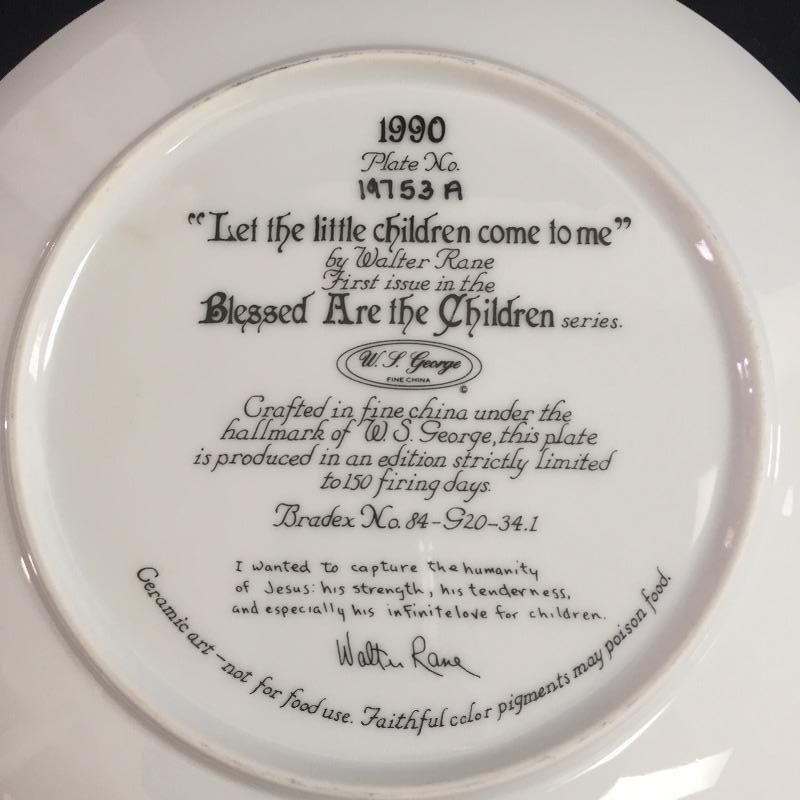 1990
Plate No.
19753 A
"Let the little children come to me"
by Walter Rane
First issue in the
Blessed Are the Children series.
W. S. George
FINE CHINA
©
Crafted in fine china under the
hallmark of W. S. George, this plate
is produced in an edition strictly limited
to 150 firing days.
Bradex No. 84-G20-34.1
I wanted to capture the humanity
of Jesus: his strength, his tenderness,
and especially his infinite love for children.
Walter Rane
Ceramic art - not for food use. Faithful color pigments may poison food.